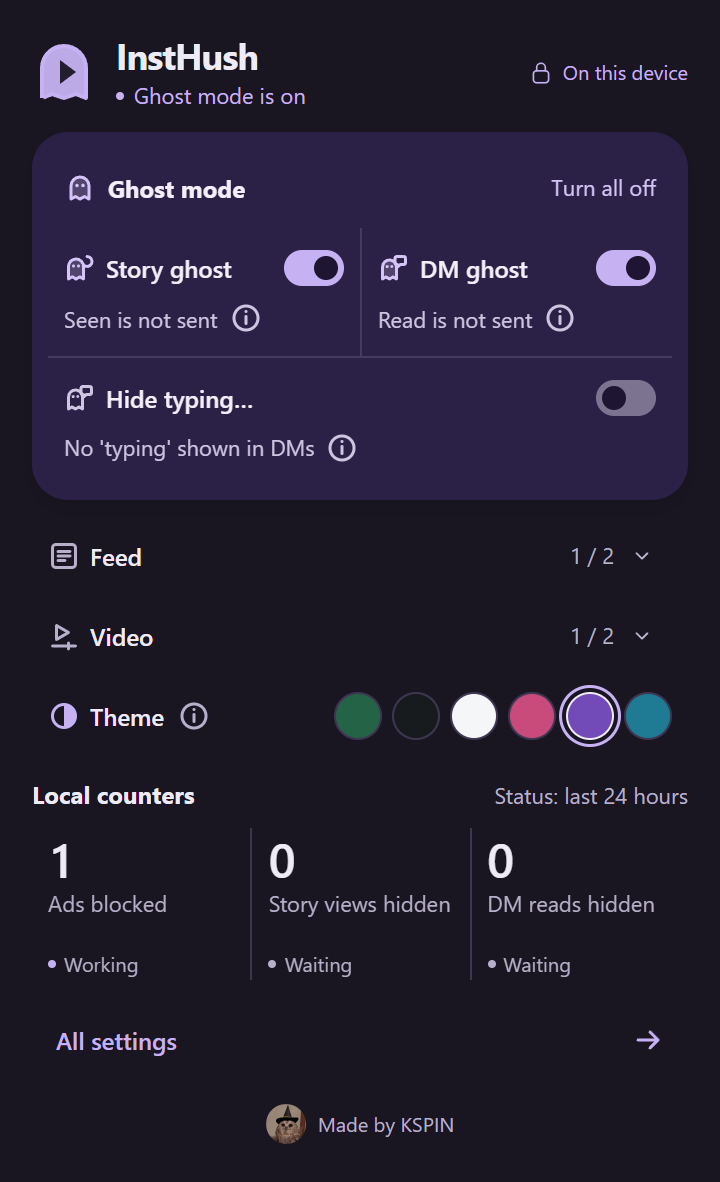 InstHush
Ghost mode is on
On this device
Ghost mode
Turn all off
Story ghost
DM ghost
Seen is not sent
Read is not sent
Hide typing...
No 'typing' shown in DMs
Feed
1 / 2
Video
1 / 2
Theme
Local counters
Status: last 24 hours
1
0
0
Ads blocked
Story views hidden
DM reads hidden
Working
Waiting
Waiting
All settings
Made by KSPIN